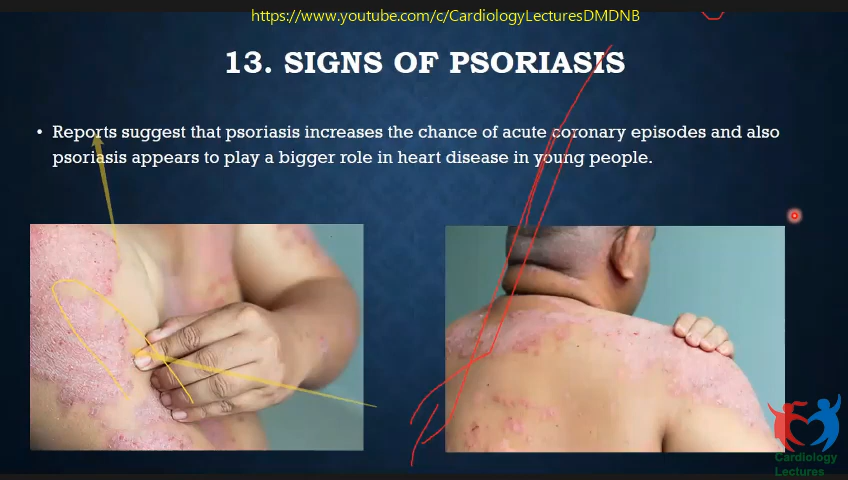 https://www.youtube.com/c/CardiologyLecturesDMDNB
13. SIGNS OF PSORIASIS
• Reports suggest that psoriasis increases the chance of acute coronary episodes and also
psoriasis appears to play a bigger role in heart disease in young people.
Cardiology
Lectures